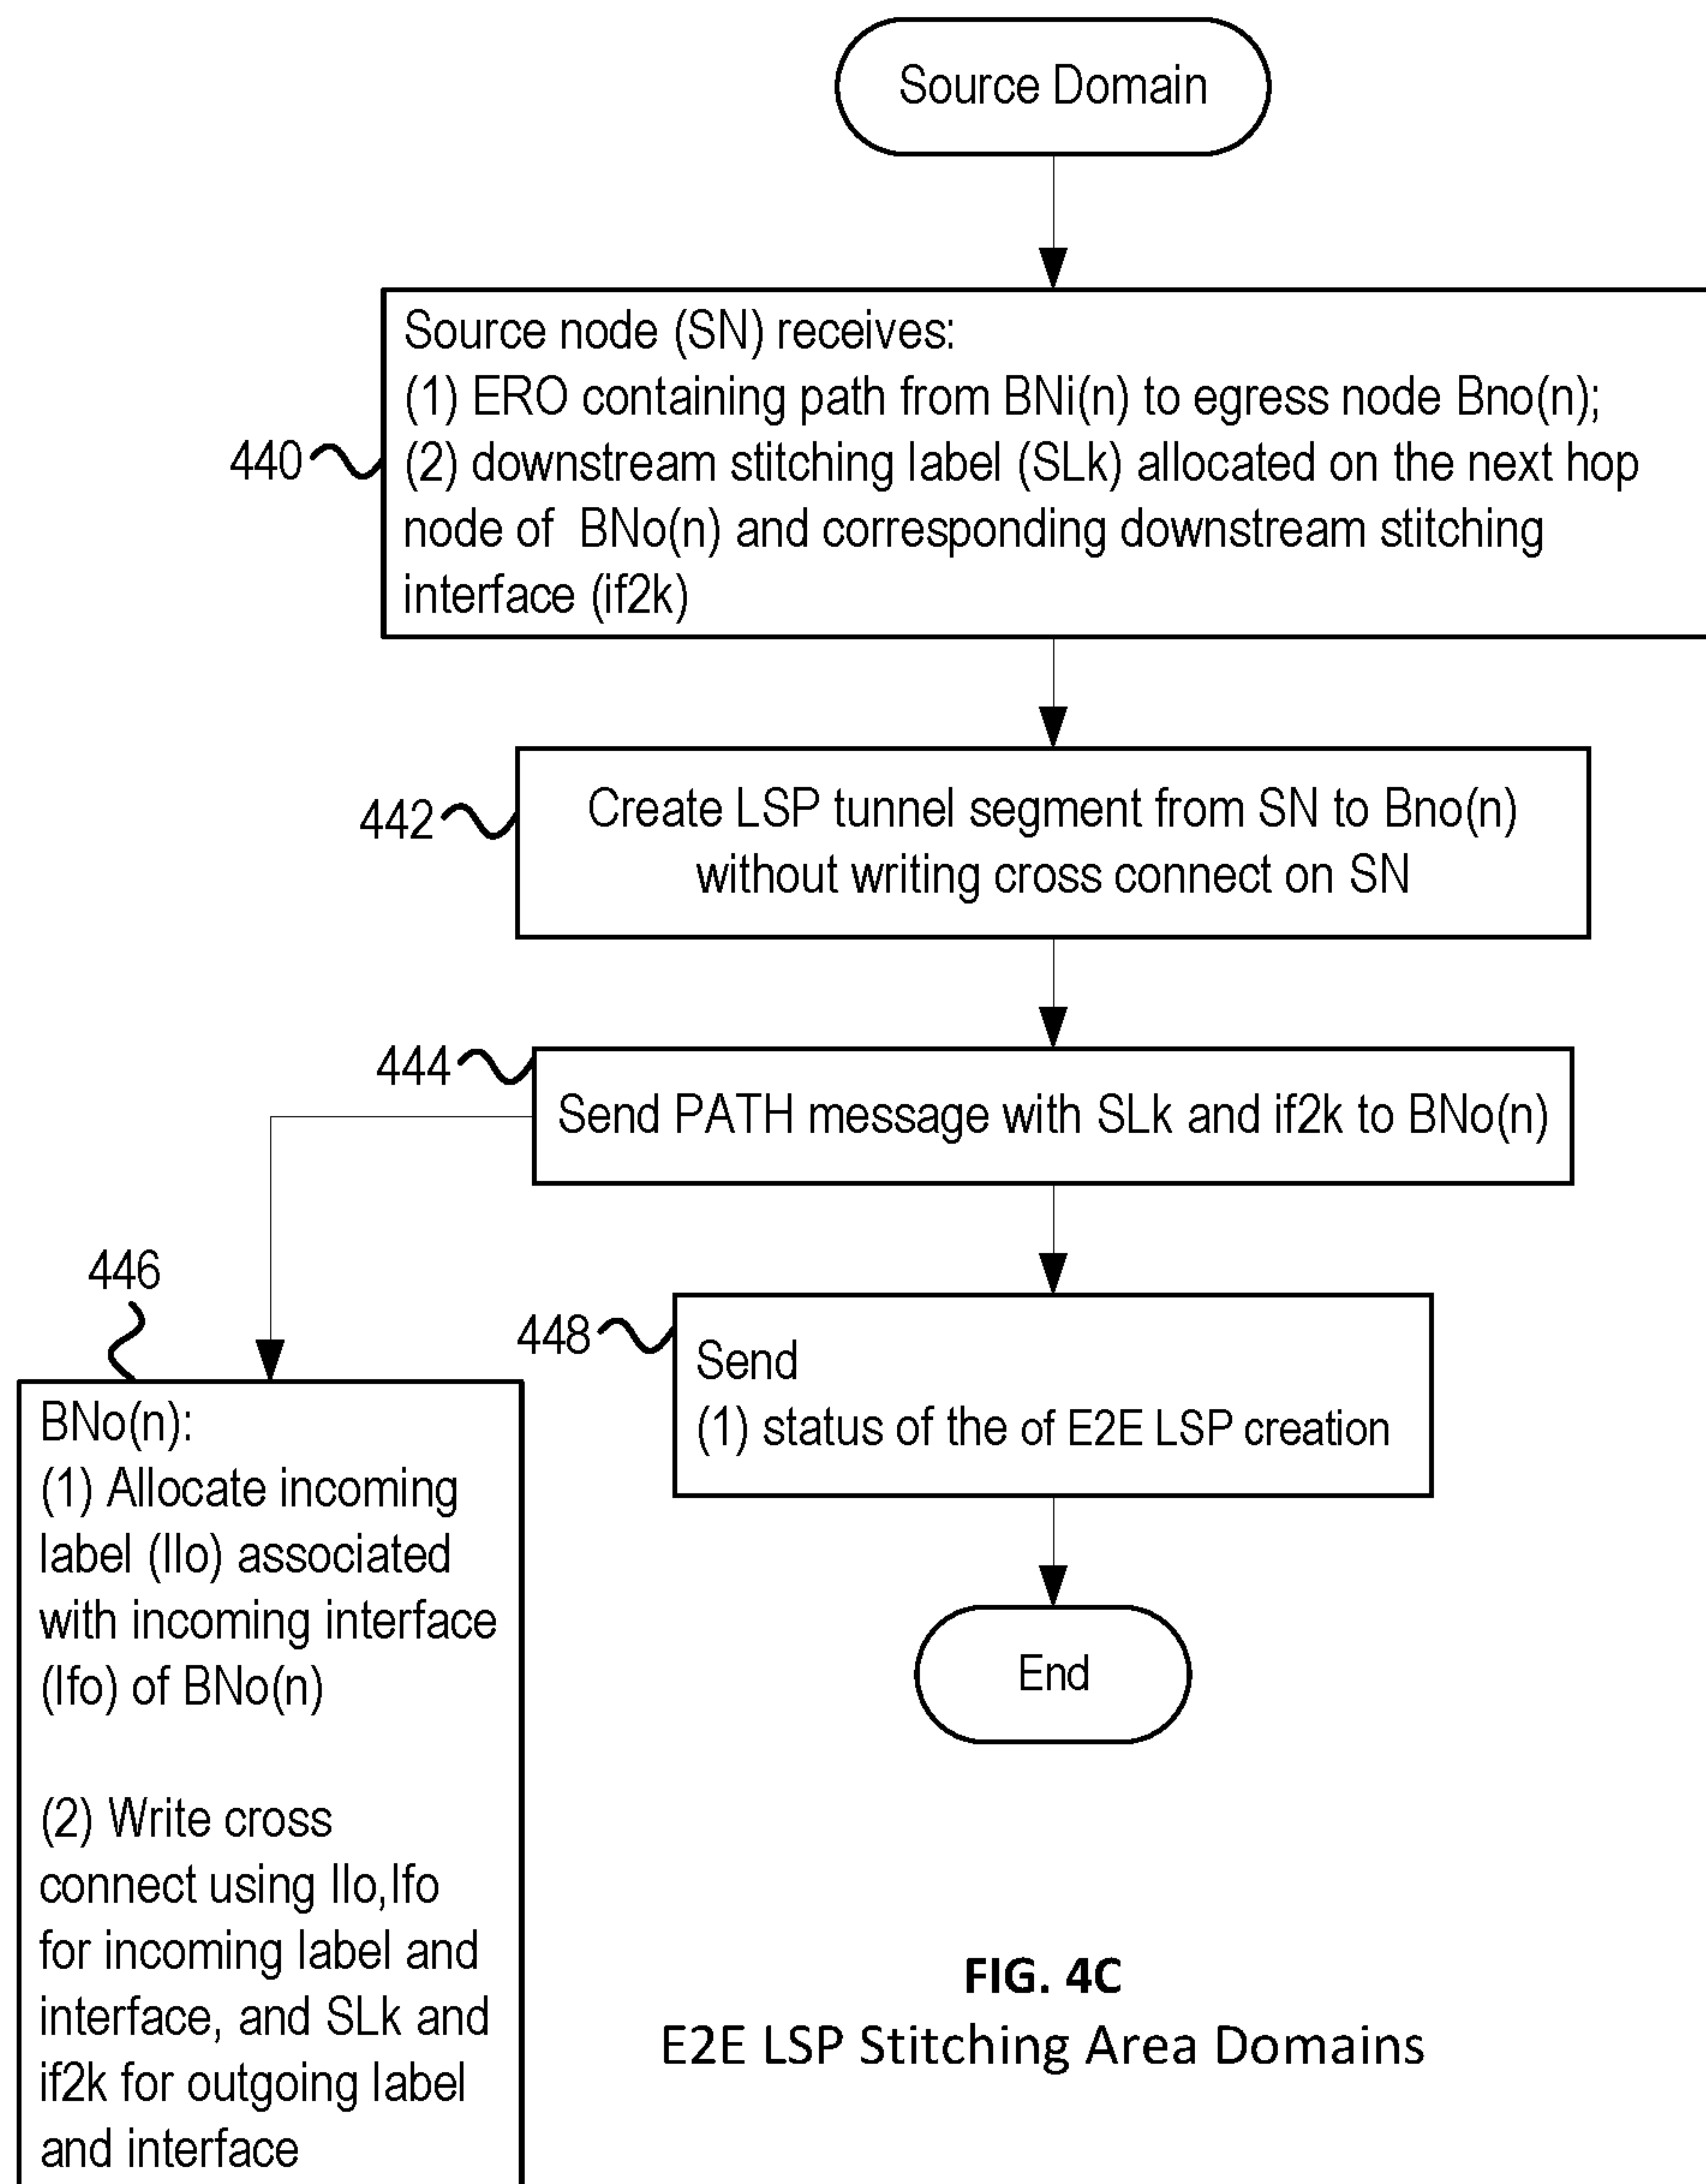 Source Domain
Source node (SN) receives:
(1) ERO containing path from BNi(n) to egress node Bno(n);
440
(2) downstream stitching label (SLk) allocated on the next hop
node of BNo(n) and corresponding downstream stitching
interface (if2k)
442
Create LSP tunnel segment from SN to Bno(n)
without writing cross connect on SN
444
Send PATH message with SLk and if2k to BNo(n)
446
448
Send
(1) status of the of E2E LSP creation
BNo(n):
(1) Allocate incoming
label (Ilo) associated
with incoming interface
(Ifo) of BNo(n)
(2) Write cross
connect using Ilo,Ifo
for incoming label and
interface, and SLk and
if2k for outgoing label
and interface
End
FIG. 4C
E2E LSP Stitching Area Domains